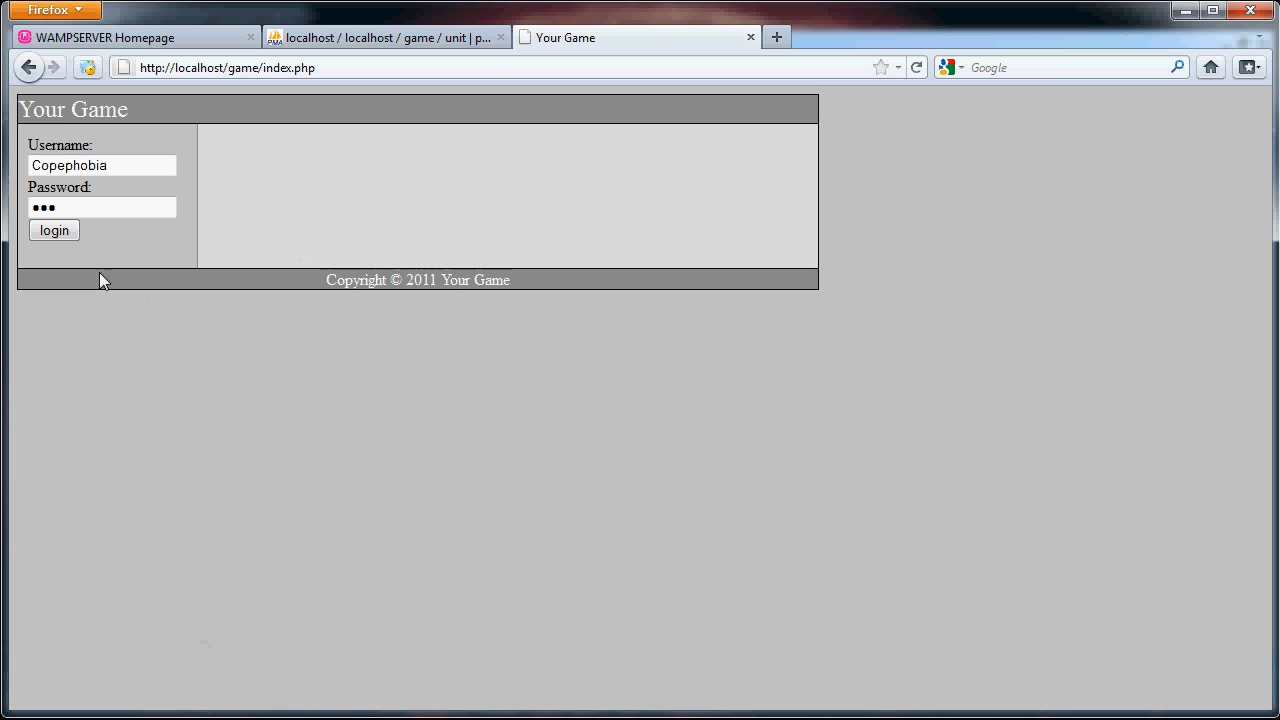 Firefox
WAMPSERVER Homepage
localhost / localhost / game / unit | p...
Your Game
http://localhost/game/index.php
Google
Your Game
Username:
Copephobia
Password:
•••
login
Copyright © 2011 Your Game